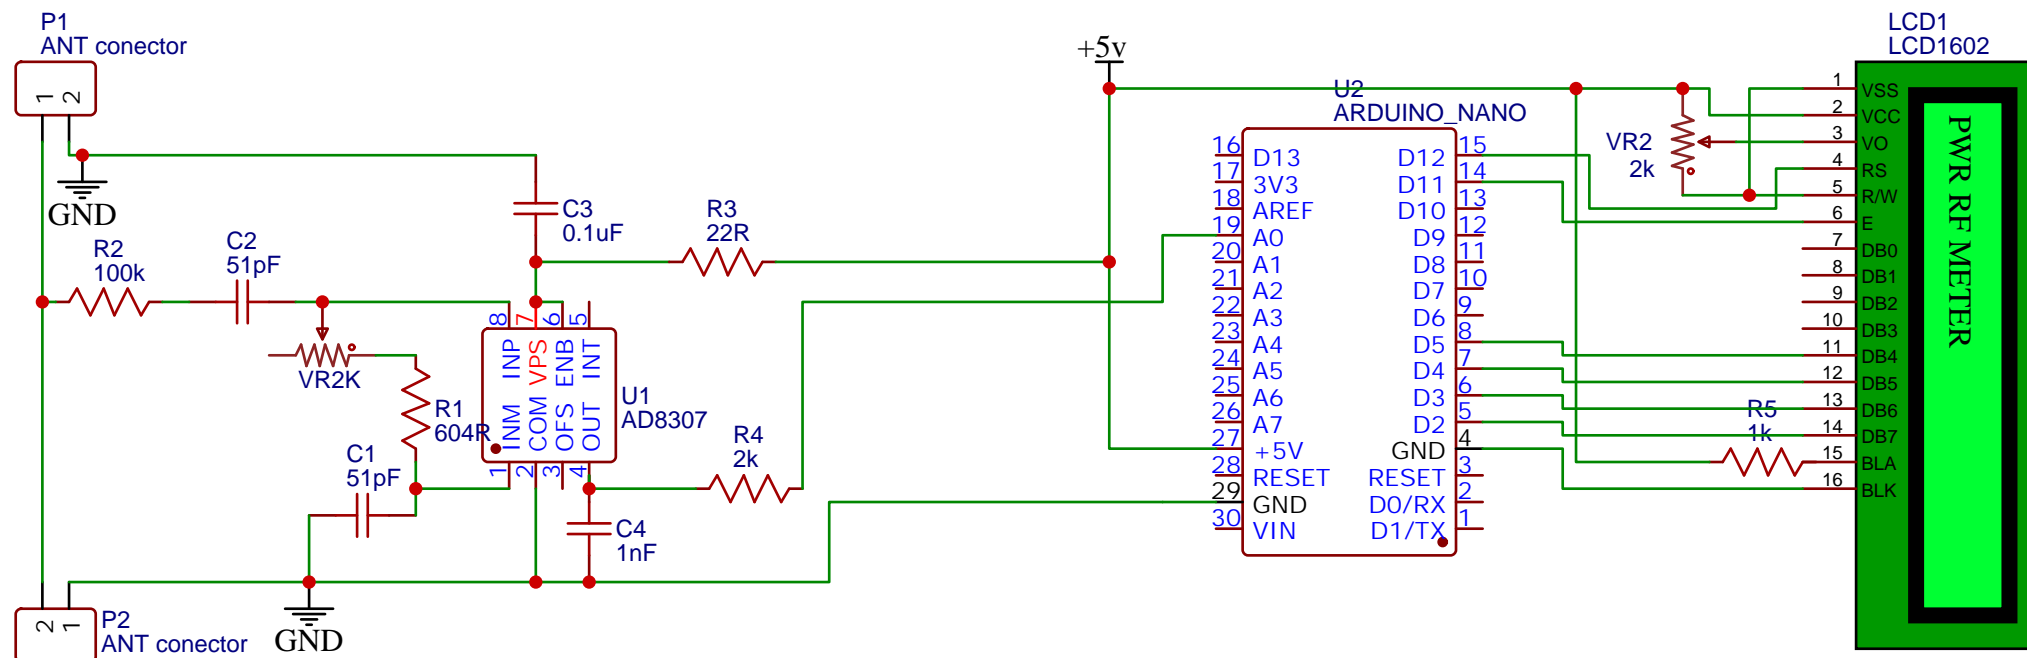 P1
ANT conector
1
2
GND
R2
100k
C2
51pF
VR2K
R1
604R
C1
51pF
GND
2
1
P2
ANT conector
C3
0.1uF
R3
22R
8
7
6
5
INP
VPS
ENB
INT
INM
COM
OFS
OUT
1
2
3
4
U1
AD8307
R4
2k
C4
1nF
+5v
U2
ARDUINO_NANO
16 D13
17 3V3
18 AREF
19 A0
20 A1
21 A2
22 A3
23 A4
24 A5
25 A6
26 A7
27 +5V
28 RESET
29 GND
30 VIN
D12 15
D11 14
D10 13
D9 12
D8 11
D7 10
D6 9
D5 8
D4 7
D3 6
D2 5
GND 4
RESET 3
D0/RX 2
D1/TX 1
VR2
2k
R5
1k
LCD1
LCD1602
1 VSS
2 VCC
3 VO
4 RS
5 R/W
6 E
7 DB0
8 DB1
9 DB2
10 DB3
11 DB4
12 DB5
13 DB6
14 DB7
15 BLA
16 BLK
PWR RF METER